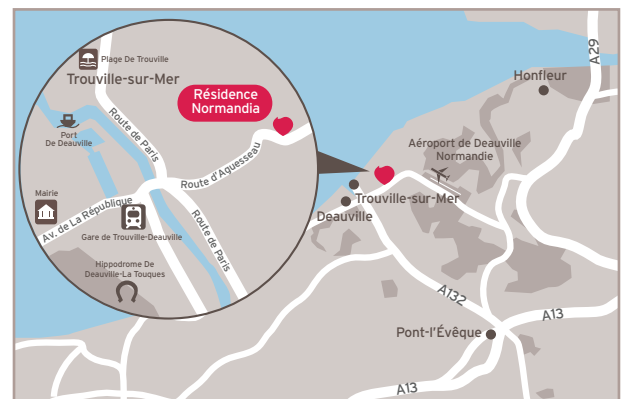 Plage De Trouville
Trouville-sur-Mer
Résidence
Normandia
Route de Paris
Port
De Deauville
Route d'Aguesseau
Mairie
Av. de La République
Gare de Trouville-Deauville
Route de Paris
Hippodrome De
Deauville-La Touques
A29
Honfleur
Aéroport de Deauville
Normandie
Trouville-sur-Mer
Deauville
A132
A13
Pont-l'Évêque
A13